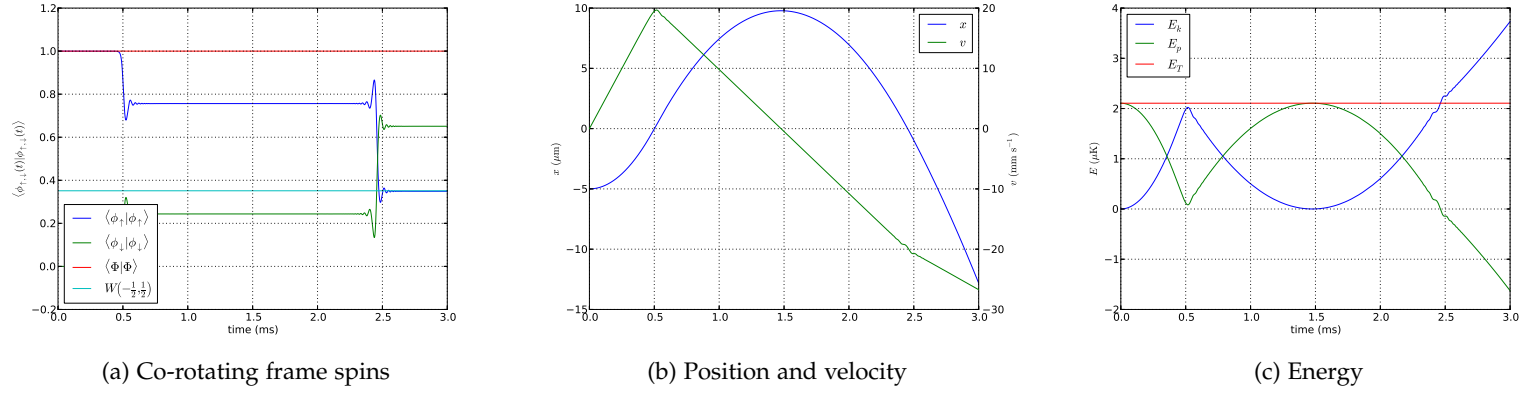 1.2
1.0
0.8
0.6
0.4
0.2
0.0
−0.2
⟨ϕ↑,↓(t)|ϕ↑,↓(t)⟩
⟨ϕ↑|ϕ↑⟩
⟨ϕ↓|ϕ↓⟩
⟨Φ|Φ⟩
W(−1/2,1/2)
0.0 0.5 1.0 1.5 2.0 2.5 3.0
time (ms)
(a) Co-rotating frame spins
10
5
0
−5
−10
−15
x (μm)
x
v
20
10
0
−10
−20
−30
v (mm s⁻¹)
0.0 0.5 1.0 1.5 2.0 2.5 3.0
time (ms)
(b) Position and velocity
4
3
2
1
0
−1
−2
E (μK)
E_k
E_p
E_T
0.0 0.5 1.0 1.5 2.0 2.5 3.0
time (ms)
(c) Energy